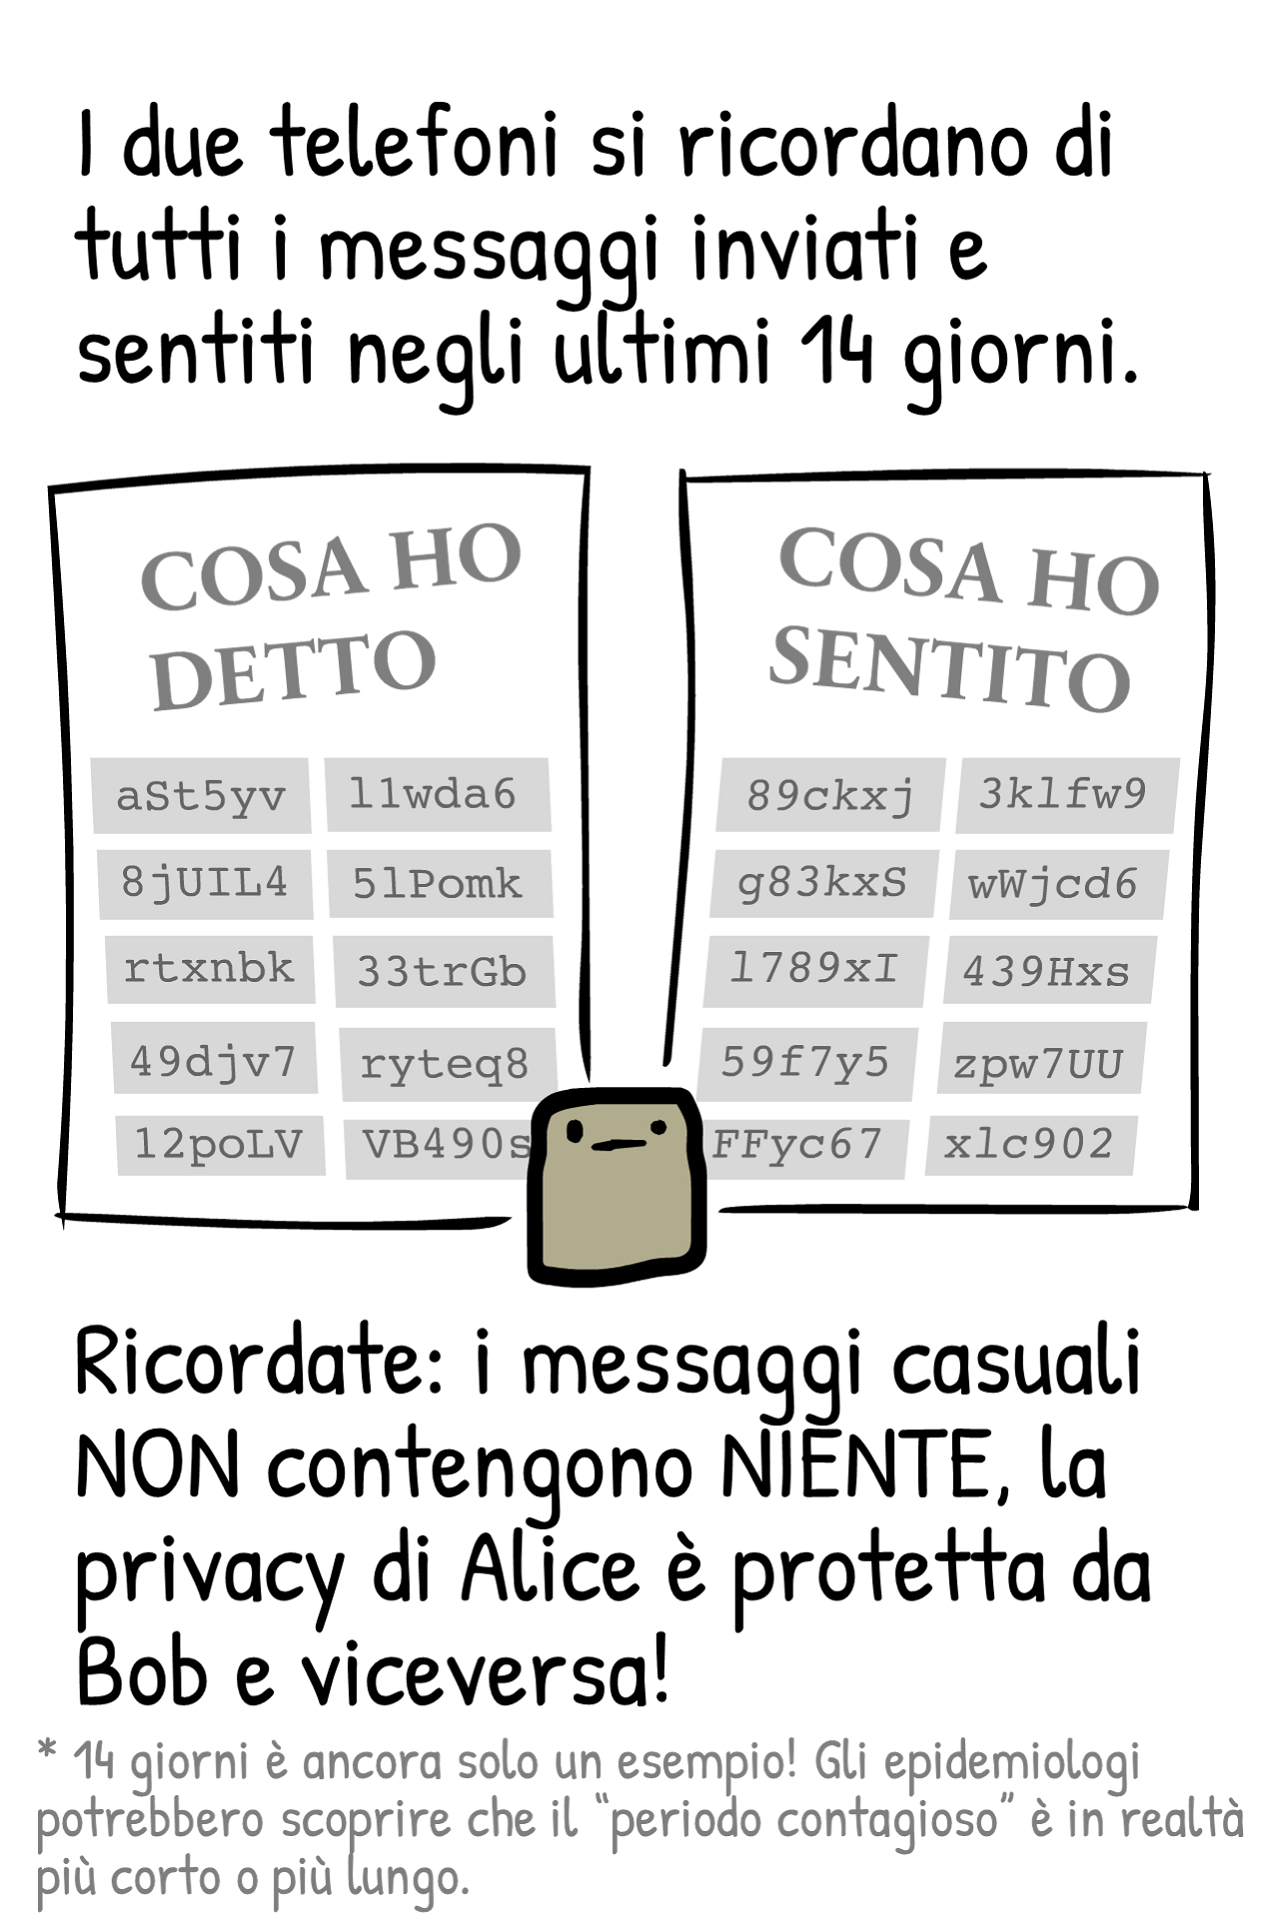 I due telefoni si ricordano di
tutti i messaggi inviati e
sentiti negli ultimi 14 giorni.
COSA HO
DETTO
aSt5yv l1wda6
8jUIL4 5lPomk
rtxnbk 33trGb
49djv7 ryteq8
12poLV VB490s
COSA HO
SENTITO
89ckxj 3klfw9
g83kxS wWjcd6
l789xI 439Hxs
59f7y5 zpw7UU
FFyc67 xlc902
Ricordate: i messaggi casuali
NON contengono NIENTE, la
privacy di Alice è protetta da
Bob e viceversa!
* 14 giorni è ancora solo un esempio! Gli epidemiologi
potrebbero scoprire che il “periodo contagioso” è in realtà
più corto o più lungo.